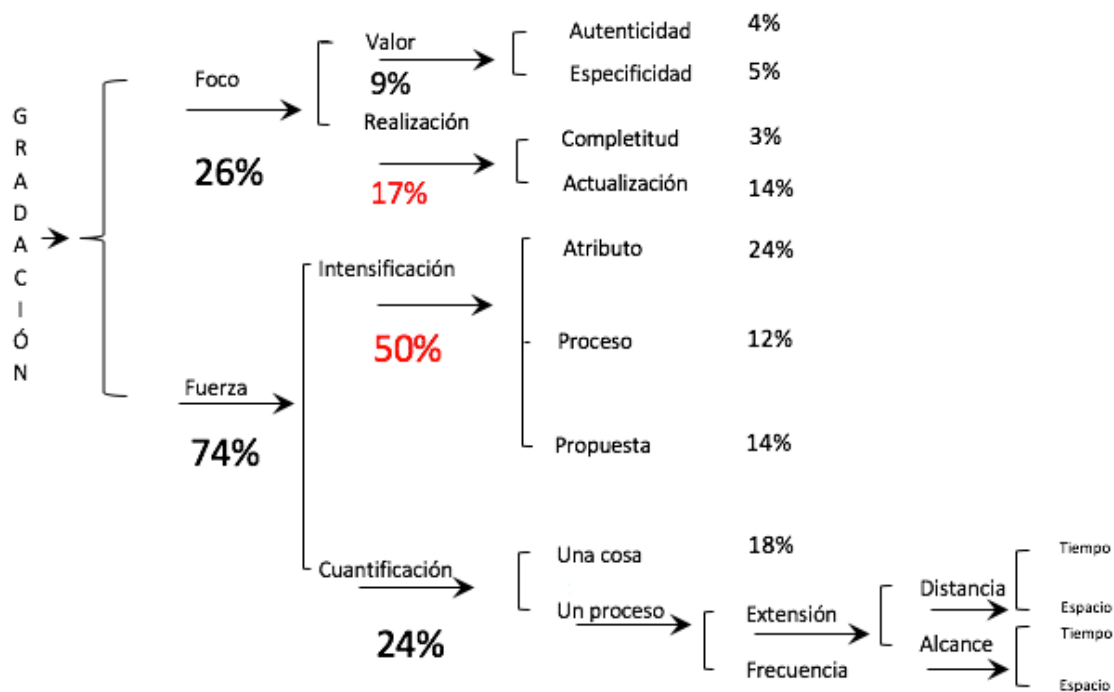 GRADACIÓN
Foco
26%
Valor
9%
Autenticidad 4%
Especificidad 5%
Realización
17%
Completitud 3%
Actualización 14%
Fuerza
74%
Intensificación
50%
Atributo 24%
Proceso 12%
Propuesta 14%
Cuantificación
24%
Una cosa 18%
Un proceso
Extensión
Distancia
Tiempo
Espacio
Alcance
Tiempo
Espacio
Frecuencia